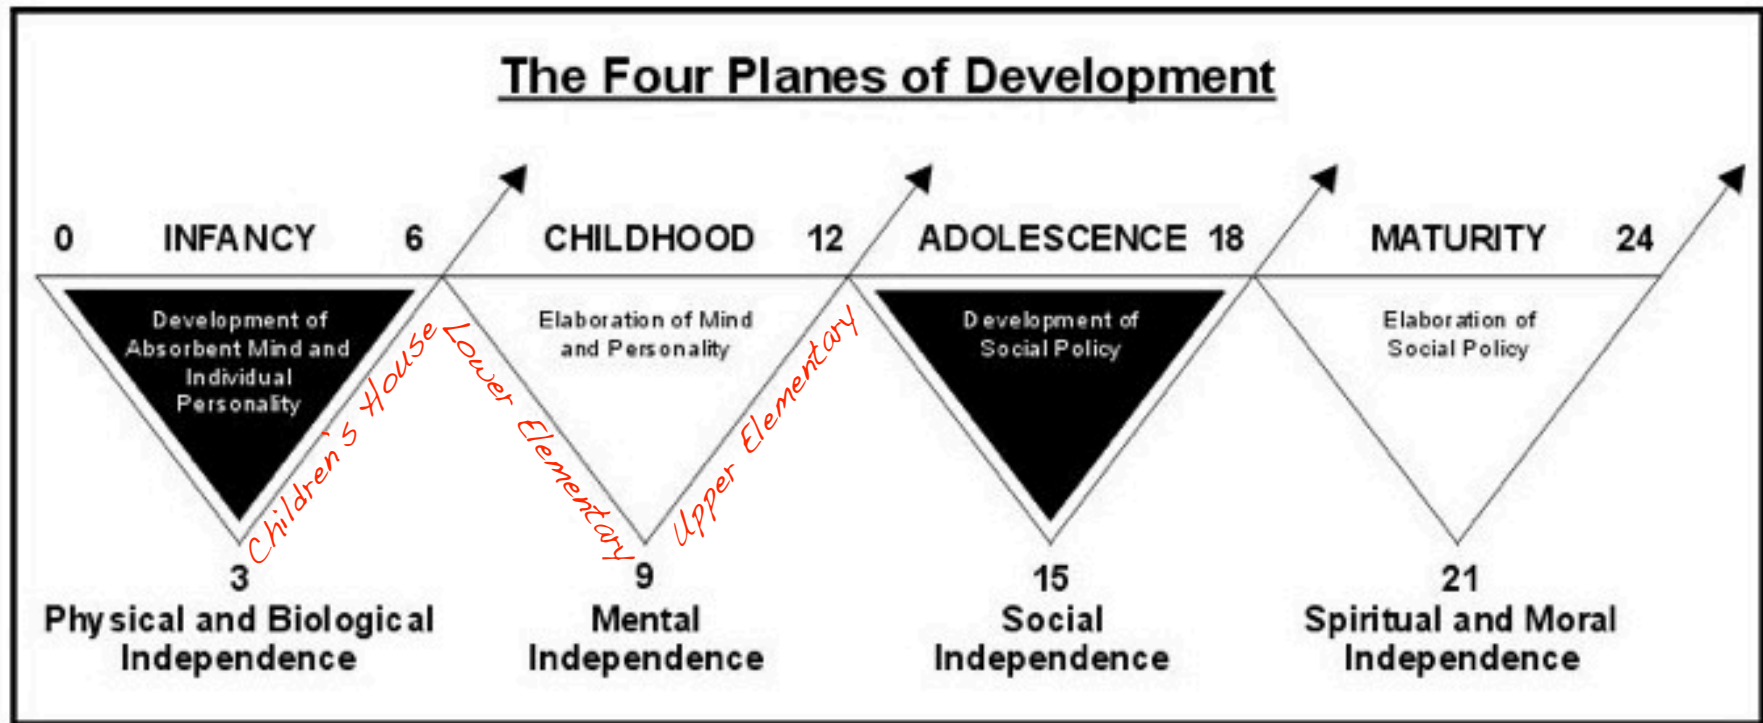 The Four Planes of Development
0 INFANCY 6 CHILDHOOD 12 ADOLESCENCE 18 MATURITY 24
Development of
Absorbent Mind and
Individual
Personality
Elaboration of Mind
and Personality
Development of
Social Policy
Elaboration of
Social Policy
Children's House
Lower Elementary
Upper Elementary
3
Physical and Biological
Independence
9
Mental
Independence
15
Social
Independence
21
Spiritual and Moral
Independence